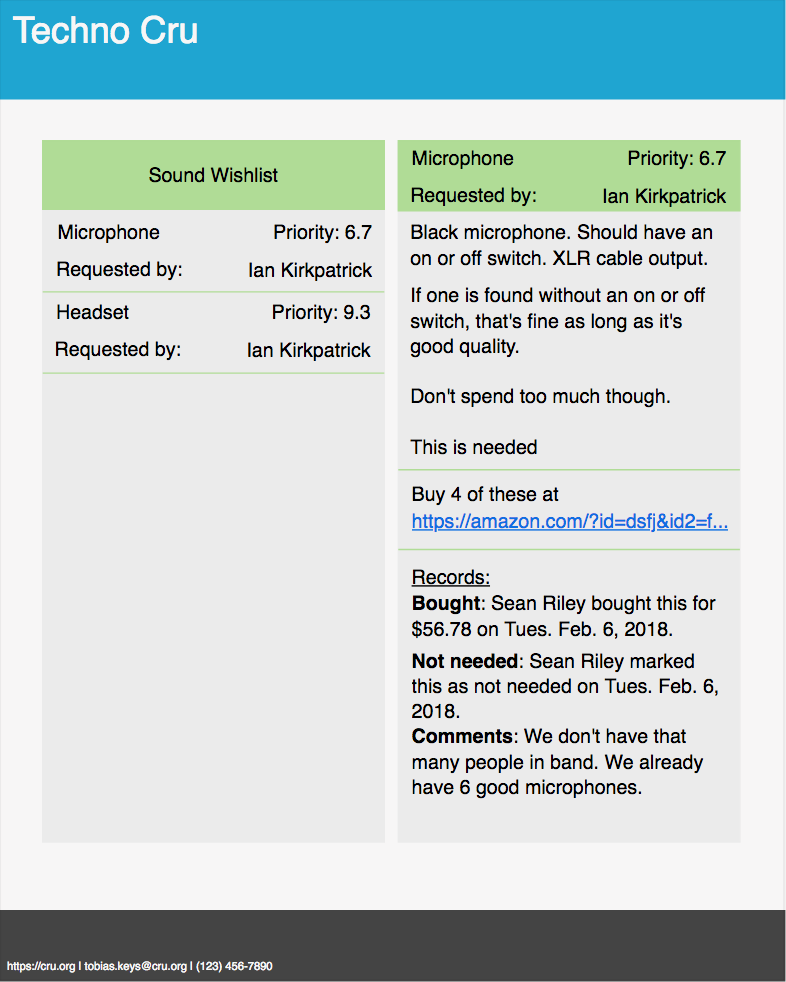 Techno Cru
Sound Wishlist
Microphone Priority: 6.7
Requested by: Ian Kirkpatrick
Headset Priority: 9.3
Requested by: Ian Kirkpatrick
Microphone Priority: 6.7
Requested by: Ian Kirkpatrick
Black microphone. Should have an
on or off switch. XLR cable output.
If one is found without an on or off
switch, that's fine as long as it's
good quality.
Don't spend too much though.
This is needed
Buy 4 of these at
https://amazon.com/?id=dsfj&id2=f...
Records:
Bought: Sean Riley bought this for
$56.78 on Tues. Feb. 6, 2018.
Not needed: Sean Riley marked
this as not needed on Tues. Feb. 6,
2018.
Comments: We don't have that
many people in band. We already
have 6 good microphones.
https://cru.org | tobias.keys@cru.org | (123) 456-7890